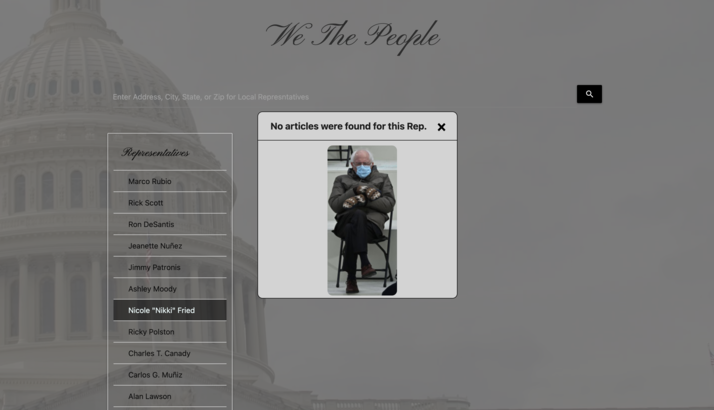 We The People
Enter Address, City, State, or Zip for Local Represntatives
No articles were found for this Rep.
Representatives
Marco Rubio
Rick Scott
Ron DeSantis
Jeanette Nuñez
Jimmy Patronis
Ashley Moody
Nicole "Nikki" Fried
Ricky Polston
Charles T. Canady
Carlos G. Muñiz
Alan Lawson